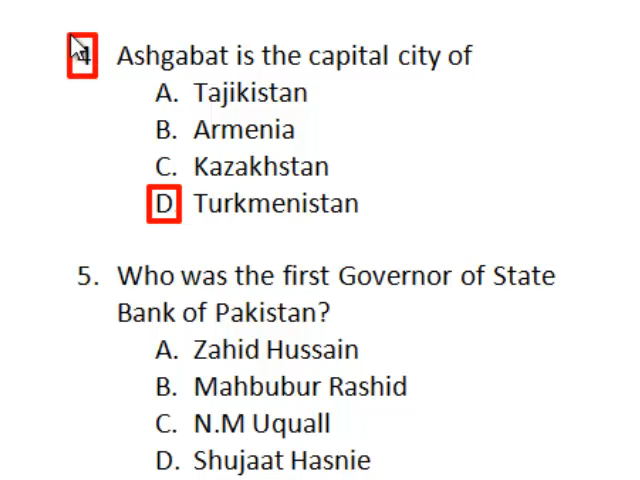 4. Ashgabat is the capital city of
A. Tajikistan
B. Armenia
C. Kazakhstan
D. Turkmenistan
5. Who was the first Governor of State
Bank of Pakistan?
A. Zahid Hussain
B. Mahbubur Rashid
C. N.M Uquall
D. Shujaat Hasnie